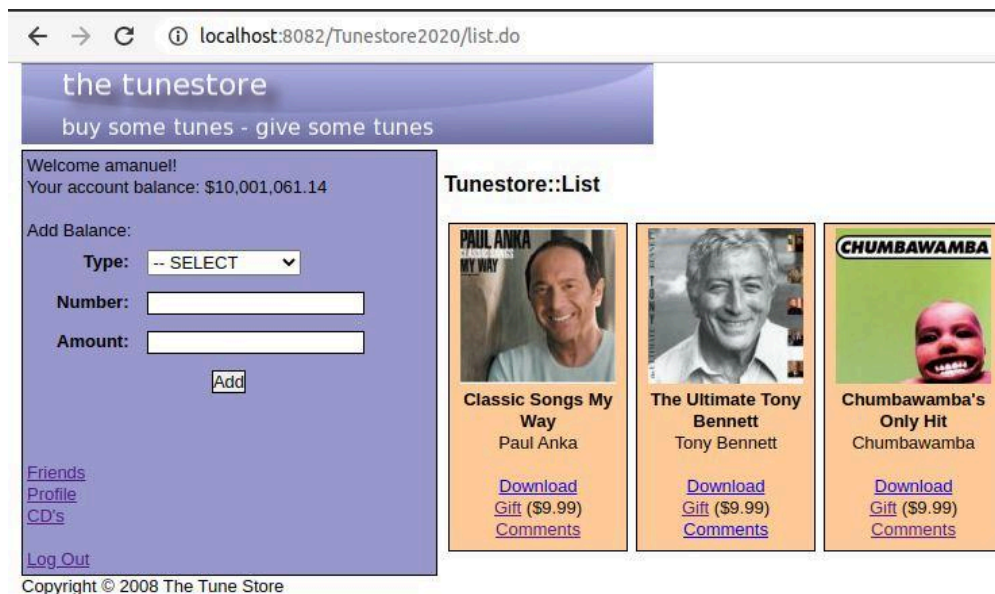 localhost:8082/Tunestore2020/list.do
the tunestore
buy some tunes - give some tunes
Welcome amanuel!
Your account balance: $10,001,061.14
Add Balance:
Type: -- SELECT
Number:
Amount:
Add
Friends
Profile
CD's
Log Out
Copyright © 2008 The Tune Store
Tunestore::List
PAUL ANKA
CLASSIC SONGS
MY WAY
Classic Songs My
Way
Paul Anka
Download
Gift ($9.99)
Comments
The Ultimate Tony
Bennett
Tony Bennett
Download
Gift ($9.99)
Comments
CHUMBAWAMBA
Chumbawamba's
Only Hit
Chumbawamba
Download
Gift ($9.99)
Comments